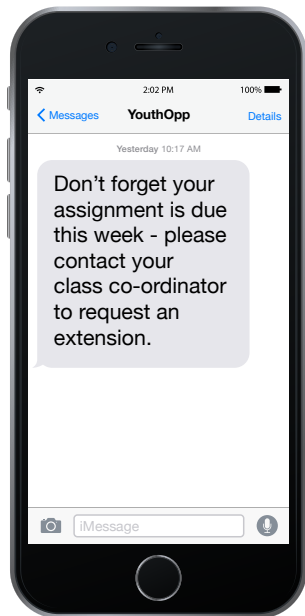 2:02 PM
100%
Messages
YouthOpp
Details
Yesterday 10:17 AM
Don’t forget your
assignment is due
this week - please
contact your
class co-ordinator
to request an
extension.
iMessage